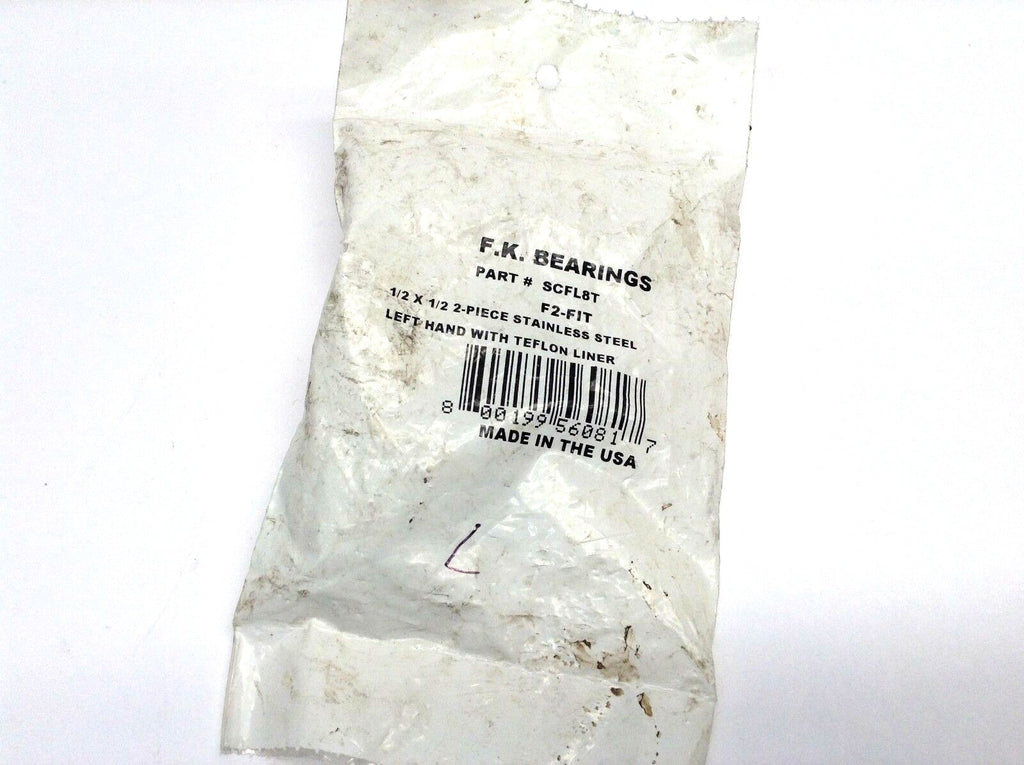 F.K. BEARINGS
PART # SCFL8T
F2-FIT
1/2 X 1/2 2-PIECE STAINLESS STEEL
LEFT HAND WITH TEFLON LINER
8 00199 56081 7
MADE IN THE USA
L